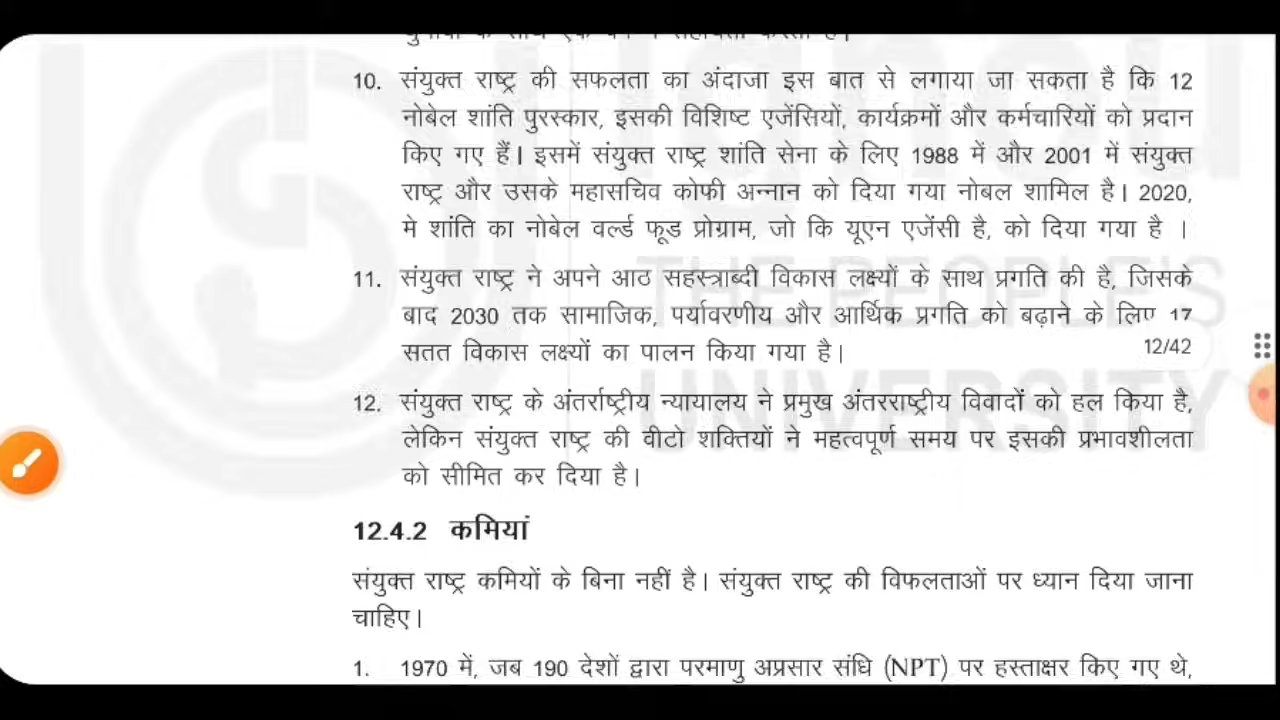 10. संयुक्त राष्ट्र की सफलता का अंदाजा इस बात से लगाया जा सकता है कि 12
नोबेल शांति पुरस्कार, इसकी विशिष्ट एजेंसियों, कार्यक्रमों और कर्मचारियों को प्रदान
किए गए हैं। इसमें संयुक्त राष्ट्र शांति सेना के लिए 1988 में और 2001 में संयुक्त
राष्ट्र और उसके महासचिव कोफी अन्नान को दिया गया नोबल शामिल है। 2020,
मे शांति का नोबेल वर्ल्ड फूड प्रोग्राम, जो कि यूएन एजेंसी है, को दिया गया है ।
11. संयुक्त राष्ट्र ने अपने आठ सहस्त्राब्दी विकास लक्ष्यों के साथ प्रगति की है, जिसके
बाद 2030 तक सामाजिक, पर्यावरणीय और आर्थिक प्रगति को बढ़ाने के लिए 17
सतत विकास लक्ष्यों का पालन किया गया है।
12/42
12. संयुक्त राष्ट्र के अंतर्राष्ट्रीय न्यायालय ने प्रमुख अंतरराष्ट्रीय विवादों को हल किया है,
लेकिन संयुक्त राष्ट्र की वीटो शक्तियों ने महत्वपूर्ण समय पर इसकी प्रभावशीलता
को सीमित कर दिया है।
12.4.2 कमियां
संयुक्त राष्ट्र कमियों के बिना नहीं है। संयुक्त राष्ट्र की विफलताओं पर ध्यान दिया जाना
चाहिए।
1. 1970 में, जब 190 देशों द्वारा परमाणु अप्रसार संधि (NPT) पर हस्ताक्षर किए गए थे,
ignou
THE PEOPLE'S
UNIVERSITY